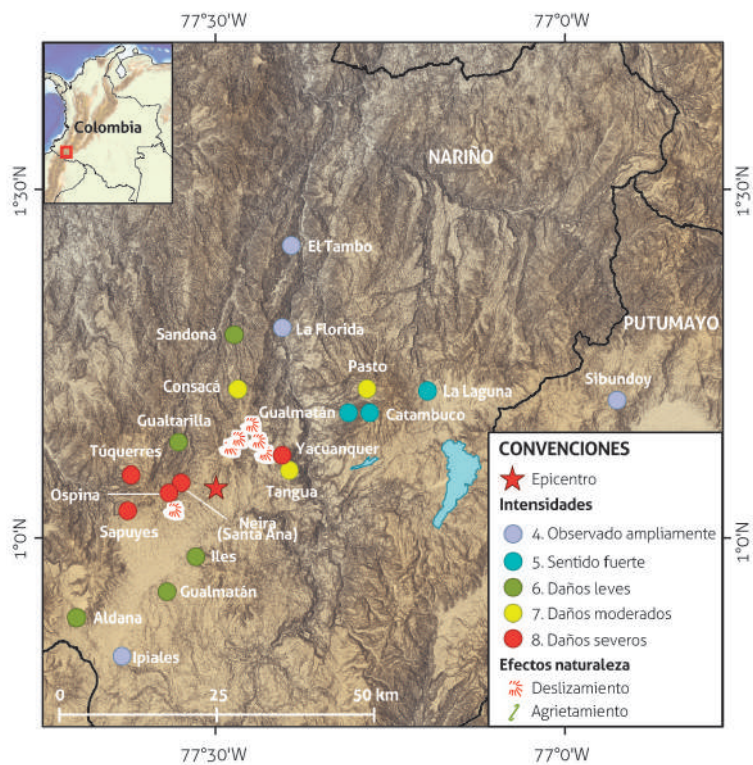 77°30'W
77°0'W
Colombia
NARIÑO
1°30'N
1°30'N
El Tambo
La Florida
PUTUMAYO
Sandoná
Pasto
Consacá
La Laguna
Sibundoy
Gualmatán
Catambuco
Gualtarilla
Yacuanquer
Túquerres
Tangua
Ospina
Neira
(Santa Ana)
Sapuyes
1°0'N
1°0'N
Iles
Gualmatán
Aldana
Ipiales
0
25
50 km
CONVENCIONES
Epicentro
Intensidades
4. Observado ampliamente
5. Sentido fuerte
6. Daños leves
7. Daños moderados
8. Daños severos
Efectos naturaleza
Deslizamiento
Agrietamiento
77°30'W
77°0'W